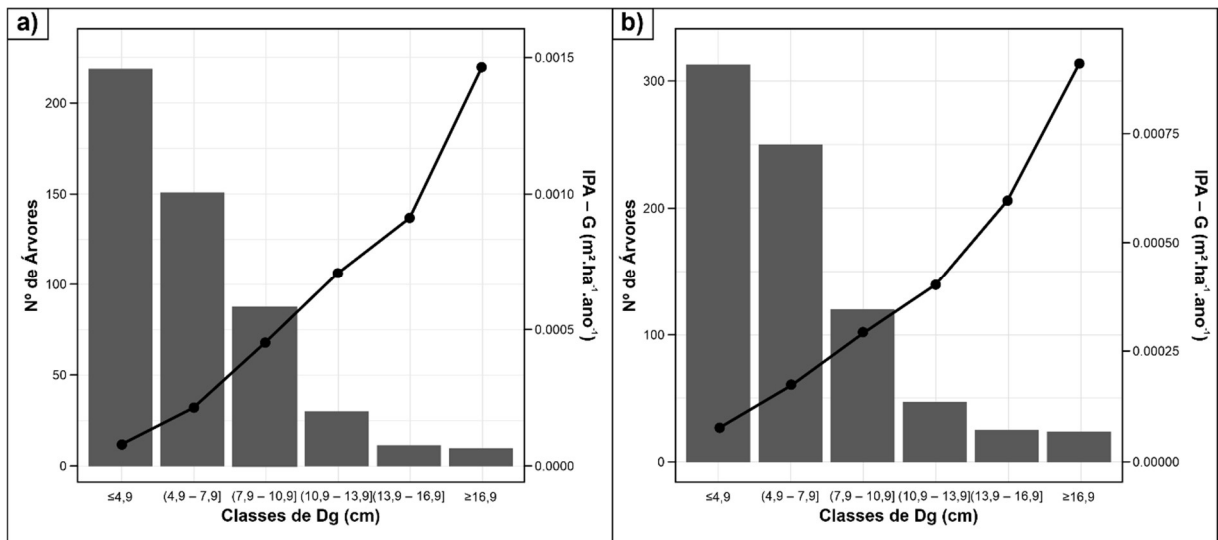 a)
Nº de Árvores
200
150
100
50
0
0.0015
0.0010
0.0005
0.0000
IPA – G (m².ha⁻¹.ano⁻¹)
≤4,9 (4,9 – 7,9] (7,9 – 10,9] (10,9 – 13,9] (13,9 – 16,9] ≥16,9
Classes de Dg (cm)
b)
Nº de Árvores
300
200
100
0
0.00075
0.00050
0.00025
0.00000
IPA – G (m².ha⁻¹.ano⁻¹)
≤4,9 (4,9 – 7,9] (7,9 – 10,9] (10,9 – 13,9] (13,9 – 16,9] ≥16,9
Classes de Dg (cm)